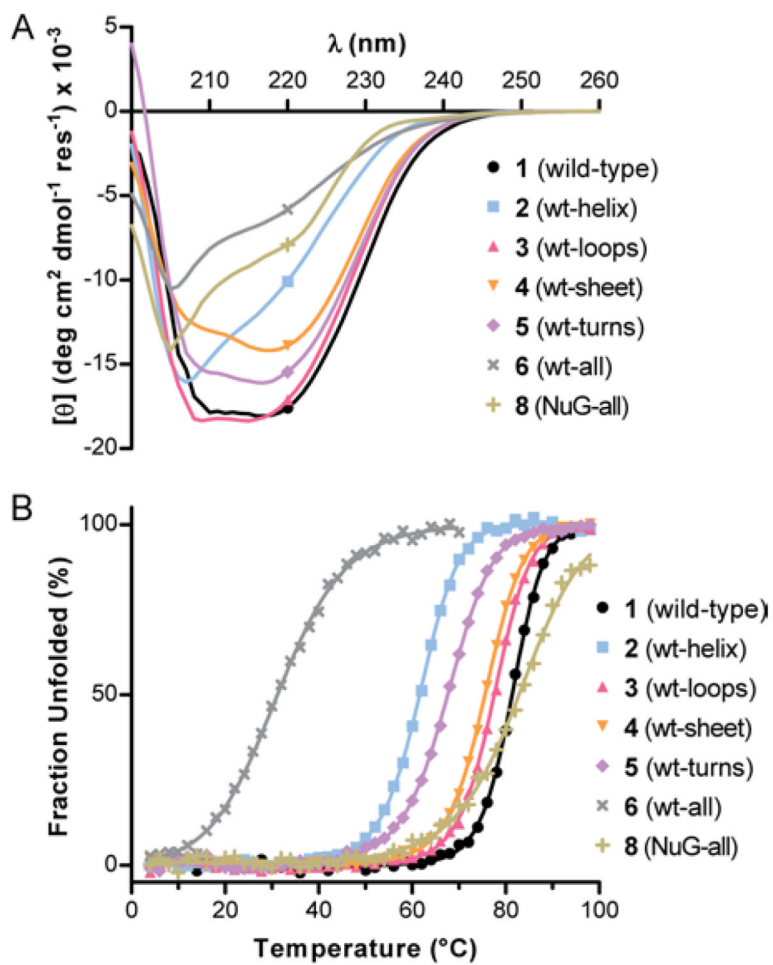 A
λ (nm)
210 220 230 240 250 260
5
0
-5
-10
-15
-20
[θ] (deg cm² dmol⁻¹ res⁻¹) x 10⁻³
1 (wild-type)
2 (wt-helix)
3 (wt-loops)
4 (wt-sheet)
5 (wt-turns)
6 (wt-all)
8 (NuG-all)
B
100
50
0
Fraction Unfolded (%)
1 (wild-type)
2 (wt-helix)
3 (wt-loops)
4 (wt-sheet)
5 (wt-turns)
6 (wt-all)
8 (NuG-all)
0 20 40 60 80 100
Temperature (°C)